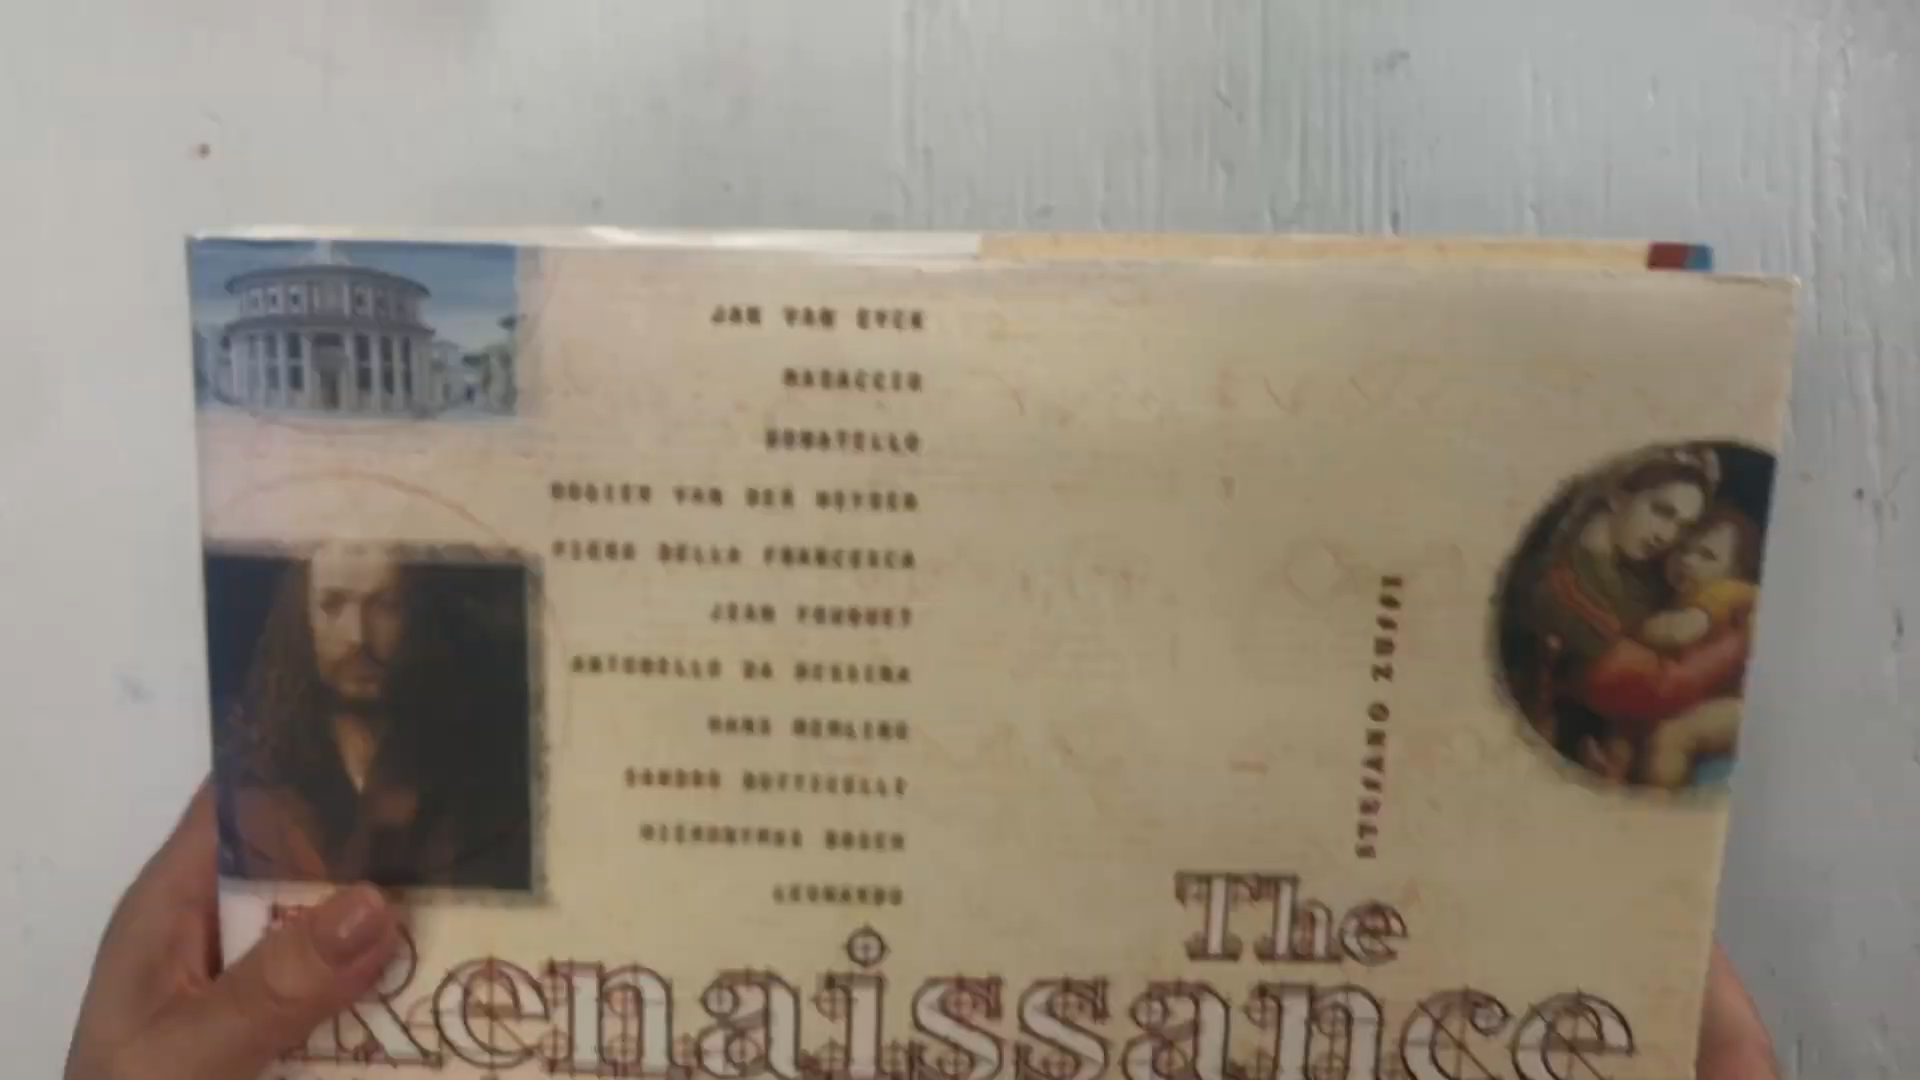 JAN VAN EYCK
MASACCIO
DONATELLO
ROGIER VAN DER WEYDEN
PIERO DELLA FRANCESCA
JEAN FOUQUET
ANTONELLO DA MESSINA
HANS MEMLING
SANDRO BOTTICELLI
HIERONYMUS BOSCH
LEONARDO
STEFANO ZUFFI
The
Renaissance